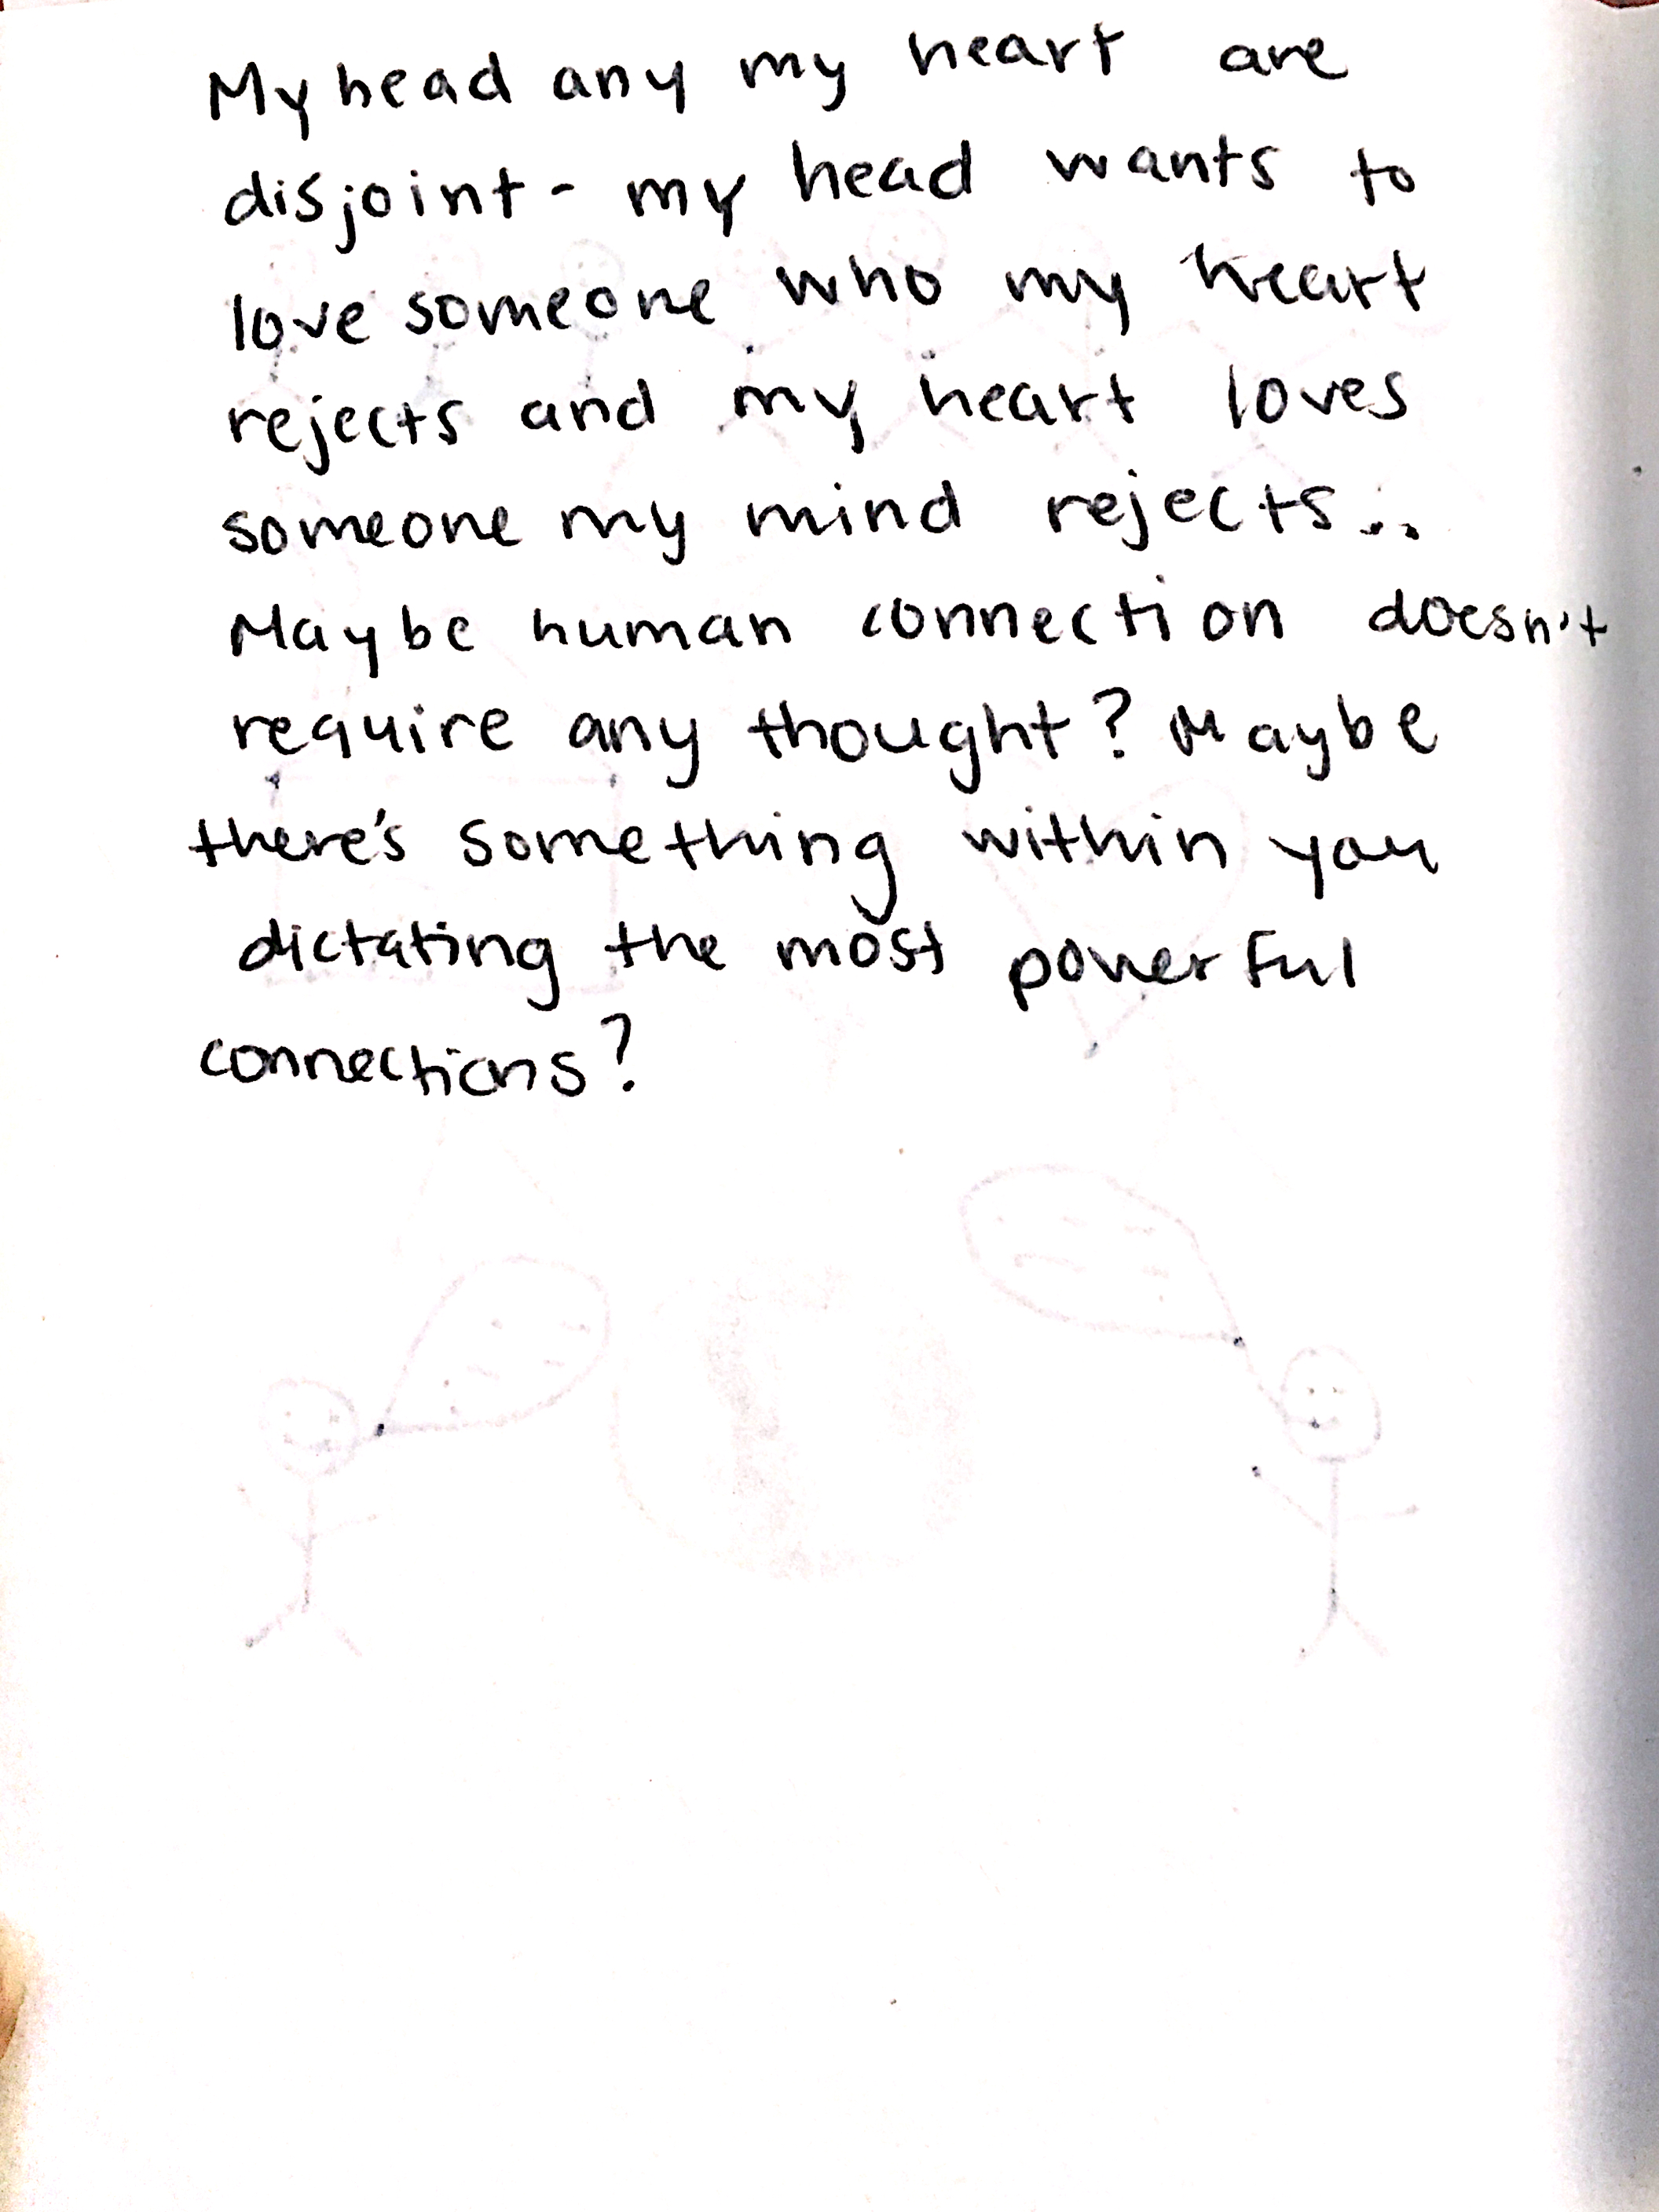 My head any my heart are
disjoint - my head wants to
love someone who my heart
rejects and my heart loves
someone my mind rejects...
Maybe human connection doesn't
require any thought? Maybe
there's something within you
dictating the most powerful
connections?